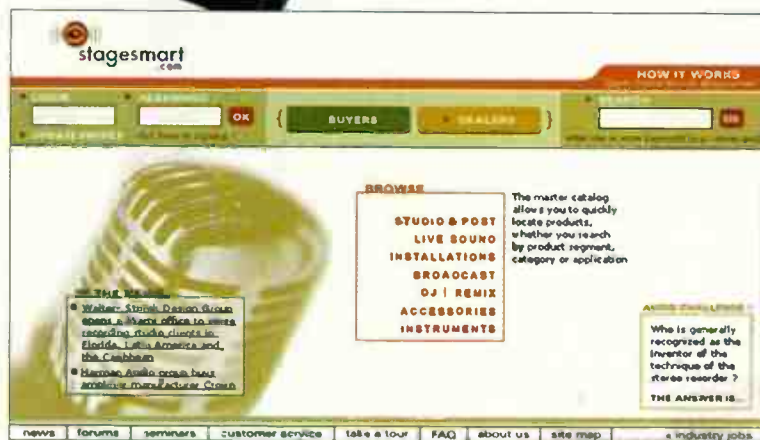 stagesmart
.com
HOW IT WORKS
OK
{ BUYERS DEALERS }
BROWSE
STUDIO & POST
LIVE SOUND
INSTALLATIONS
BROADCAST
DJ | REMIX
ACCESSORIES
INSTRUMENTS
The master catalog
allows you to quickly
locate products,
whether you search
by product segment,
category or application
THE
Walters-Storyk Design Group
opens a Miami office to serve
recording studio clients in
Florida, Latin America and
the Caribbean
Harman Audio group buys
amplifier manufacturer Crown
AUDIO CHALLENGE
Who is generally
recognized as the
inventor of the
technique of the
stereo recorder ?
THE ANSWER IS
news forums seminars customer service take a tour FAQ about us site map industry jobs